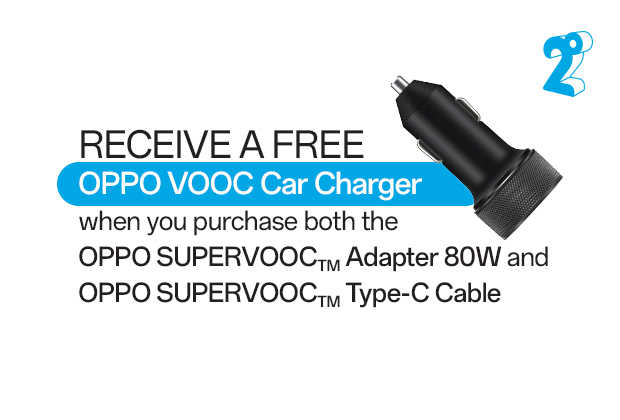 2°
RECEIVE A FREE
OPPO VOOC Car Charger
when you purchase both the
OPPO SUPERVOOC™ Adapter 80W and
OPPO SUPERVOOC™ Type-C Cable